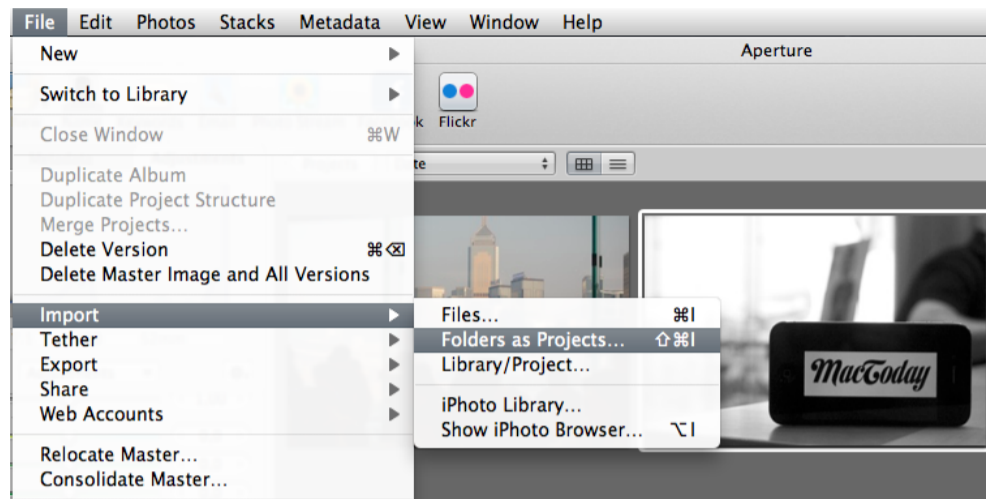 File Edit Photos Stacks Metadata View Window Help
Aperture
New
Switch to Library
Close Window ⌘W
k Flickr
te
Duplicate Album
Duplicate Project Structure
Merge Projects...
Delete Version ⌘⌫
Delete Master Image and All Versions
Import
Tether
Export
Share
Web Accounts
Relocate Master...
Consolidate Master...
Files... ⌘I
Folders as Projects... ⇧⌘I
Library/Project...
iPhoto Library...
Show iPhoto Browser... ⌥I
MacToday